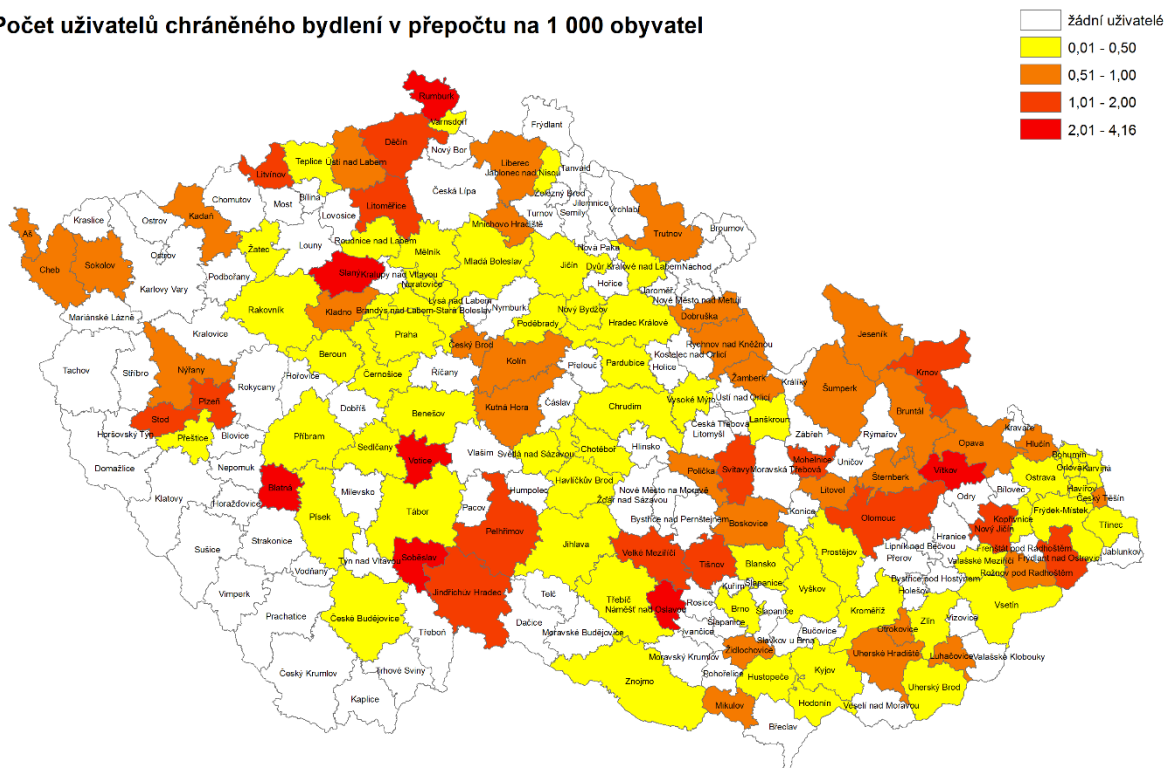 Počet uživatelů chráněného bydlení v přepočtu na 1 000 obyvatel
žádní uživatelé
0,01 - 0,50
0,51 - 1,00
1,01 - 2,00
2,01 - 4,16
Rumburk
Varnsdorf
Frýdlant
Děčín
Nový Bor
Liberec
Jablonec nad Nisou
Tanvald
Teplice
Ústí nad Labem
Litvínov
Železný Brod
Jilemnice
Chomutov
Most
Bílina
Česká Lípa
Litoměřice
Lovosice
Turnov
Semily
Vrchlabí
Kraslice
Ostrov
Kadaň
Mnichovo Hradiště
Trutnov
Broumov
Aš
Cheb
Sokolov
Ostrov
Žatec
Louny
Roudnice nad Labem
Mělník
Mladá Boleslav
Nová Paka
Jičín
Dvůr Králové nad Labem
Náchod
Karlovy Vary
Podbořany
Slaný
Kralupy nad Vltavou
Neratovice
Hořice
Jaroměř
Nové Město nad Metují
Mariánské Lázně
Rakovník
Kladno
Lysá nad Labem
Brandýs nad Labem-Stará Boleslav
Nymburk
Poděbrady
Nový Bydžov
Hradec Králové
Dobruška
Kralovice
Praha
Český Brod
Kolín
Rychnov nad Kněžnou
Kostelec nad Orlicí
Tachov
Stříbro
Nýřany
Rokycany
Hořovice
Beroun
Černošice
Říčany
Přelouč
Pardubice
Holice
Žamberk
Králíky
Jeseník
Šumperk
Krnov
Plzeň
Stod
Dobříš
Benešov
Kutná Hora
Čáslav
Chrudim
Vysoké Mýto
Ústí nad Orlicí
Lanškroun
Bruntál
Horšovský Týn
Přeštice
Blovice
Příbram
Sedlčany
Votice
Vlašim
Světlá nad Sázavou
Chotěboř
Hlinsko
Česká Třebová
Litomyšl
Zábřeh
Rýmařov
Opava
Kravaře
Hlučín
Domažlice
Nepomuk
Klatovy
Horažďovice
Blatná
Milevsko
Tábor
Pacov
Humpolec
Havlíčkův Brod
Žďár nad Sázavou
Nové Město na Moravě
Polička
Svitavy
Moravská Třebová
Mohelnice
Uničov
Litovel
Šternberk
Vítkov
Bílovec
Bohumín
Orlová
Karviná
Ostrava
Havířov
Český Těšín
Písek
Pelhřimov
Bystřice nad Pernštejnem
Boskovice
Konice
Olomouc
Odry
Nový Jičín
Kopřivnice
Frýdek-Místek
Třinec
Sušice
Strakonice
Vodňany
Týn nad Vltavou
Soběslav
Jihlava
Velké Meziříčí
Tišnov
Blansko
Prostějov
Lipník nad Bečvou
Přerov
Hranice
Valašské Meziříčí
Frenštát pod Radhoštěm
Frýdlant nad Ostravicí
Rožnov pod Radhoštěm
Jablunkov
Vimperk
Prachatice
České Budějovice
Jindřichův Hradec
Třeboň
Telč
Dačice
Třebíč
Náměšť nad Oslavou
Rosice
Kuřim
Šlapanice
Brno
Šlapanice
Šlapanice
Ivančice
Vyškov
Bystřice pod Hostýnem
Holešov
Kroměříž
Vsetín
Český Krumlov
Trhové Sviny
Kaplice
Moravské Budějovice
Moravský Krumlov
Znojmo
Pohořelice
Židlochovice
Slavkov u Brna
Bučovice
Otrokovice
Zlín
Vizovice
Luhačovice
Valašské Klobouky
Uherské Hradiště
Uherský Brod
Hustopeče
Kyjov
Hodonín
Veselí nad Moravou
Mikulov
Břeclav